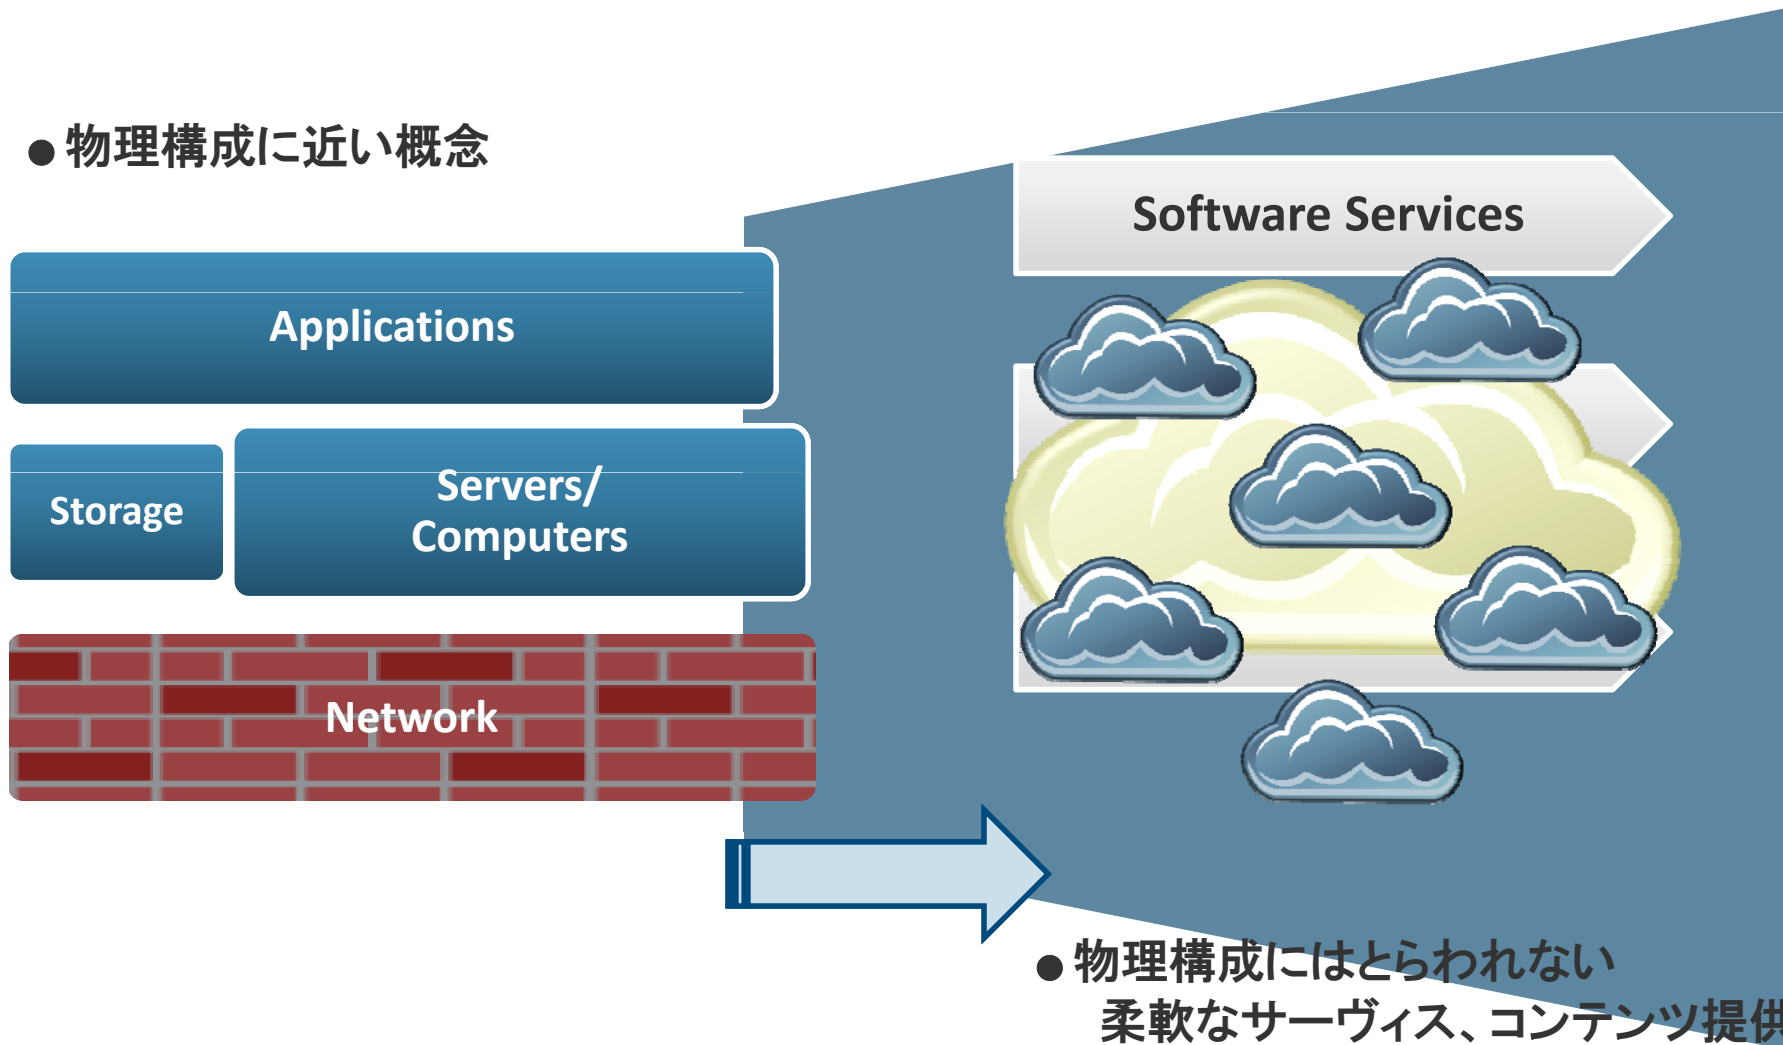 ●物理構成に近い概念
Software Services
Applications
Storage
Servers/
Computers
Network
●物理構成にはとらわれない
柔軟なサーヴィス、コンテンツ提供